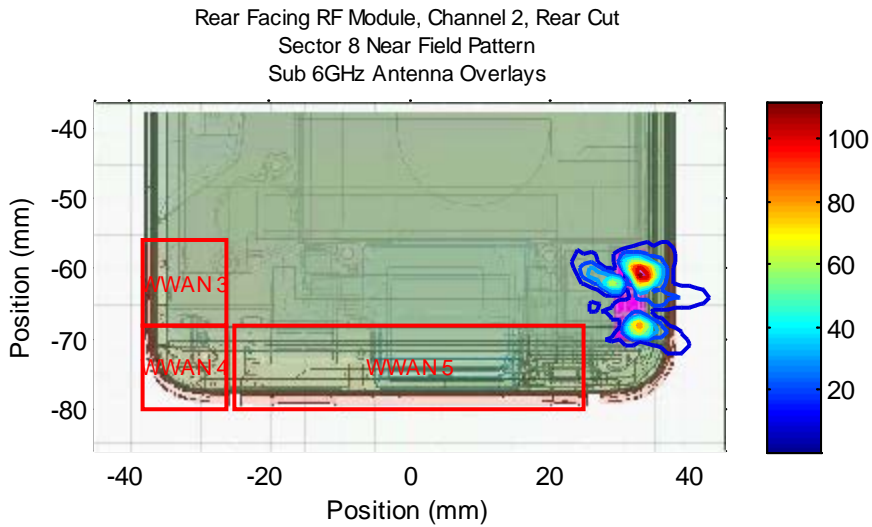 Rear Facing RF Module, Channel 2, Rear Cut
Sector 8 Near Field Pattern
Sub 6GHz Antenna Overlays
-40
-50
-60
-70
-80
Position (mm)
WWAN 3
WWAN 4
WWAN 5
-40
-20
0
20
40
Position (mm)
100
80
60
40
20